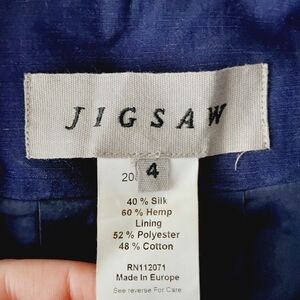 JIGSAW
4
20
40 % Silk
60 % Hemp
Lining
52 % Polyester
48 % Cotton
RN112071
Made In Europe
See reverse For Care